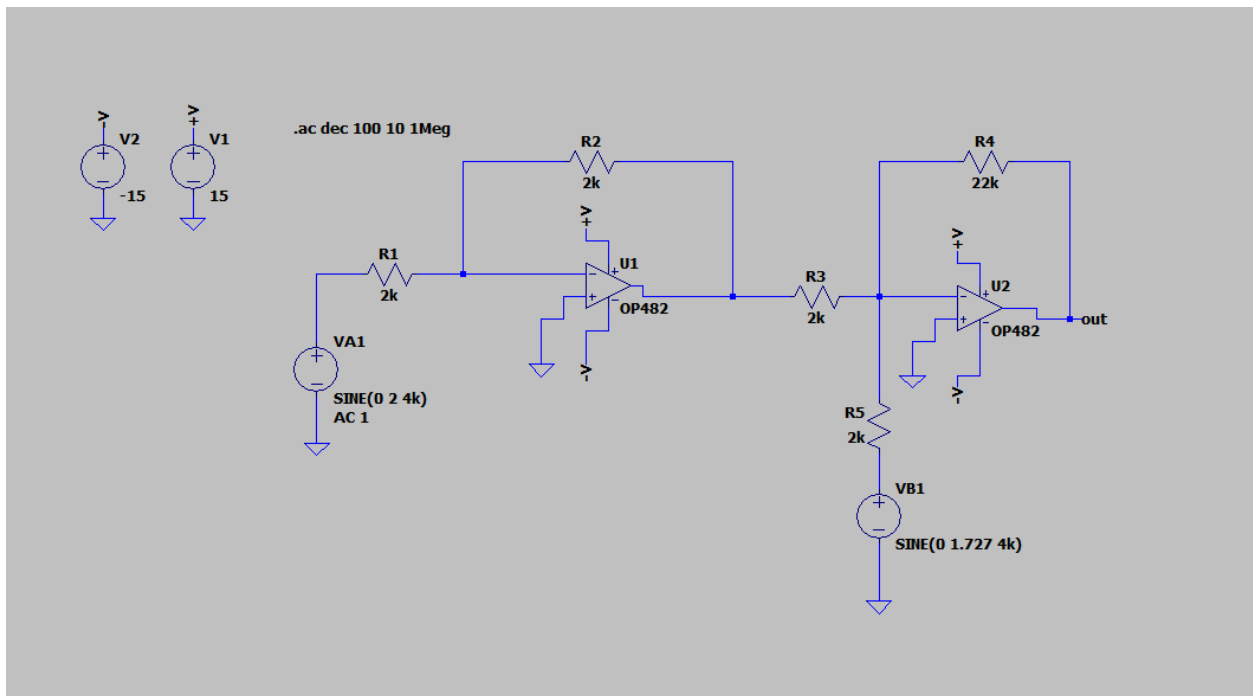 -V
V2
-15
+V
V1
15
.ac dec 100 10 1Meg
R1
2k
VA1
SINE(0 2 4k)
AC 1
R2
2k
+V
U1
OP482
-V
R3
2k
R4
22k
+V
U2
OP482
-V
out
R5
2k
VB1
SINE(0 1.727 4k)